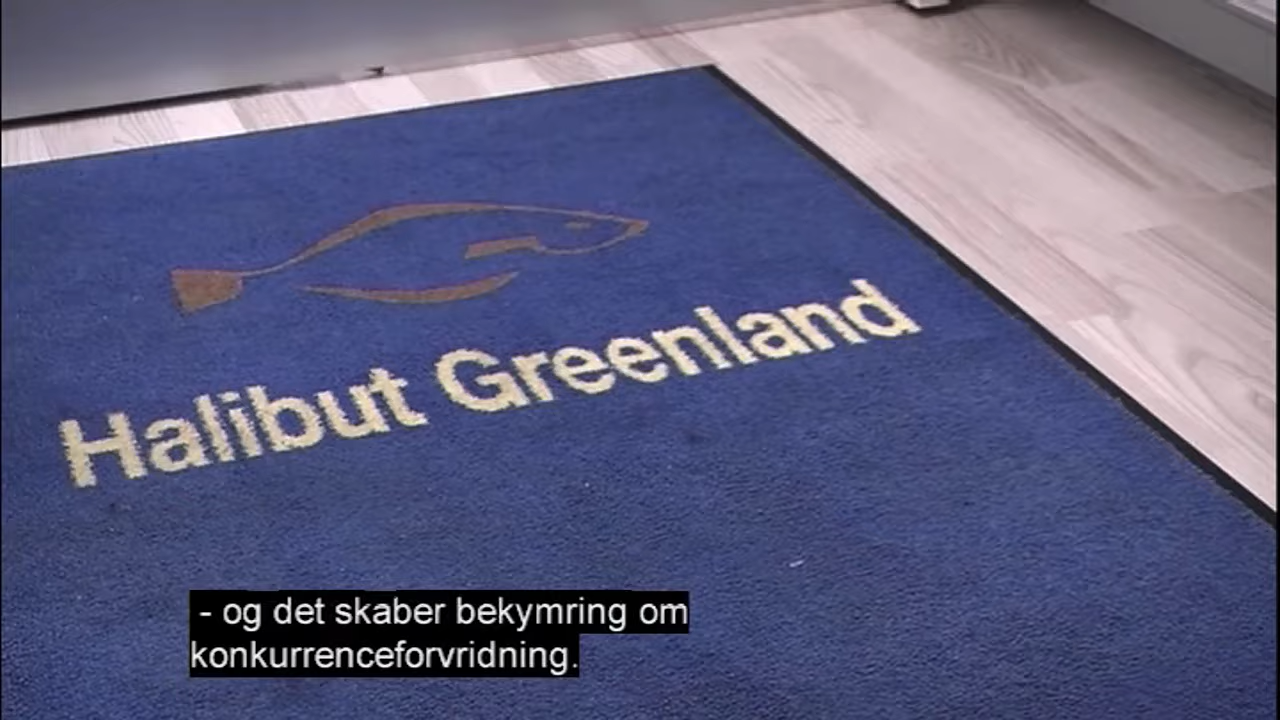 Halibut Greenland
- og det skaber bekymring om
konkurrenceforvridning.